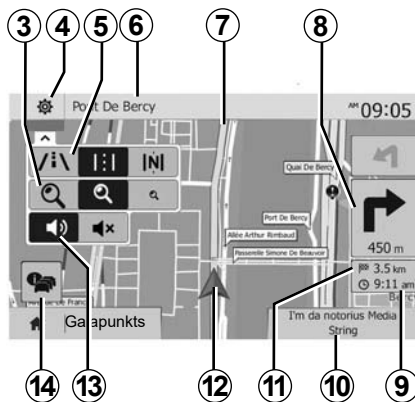 3
4
5
6
7
8
Pont De Bercy
AM 09:05
|N|
Quai De Bercy
Port De Bercy
Allée Arthur Rimbaud
Passerelle Simone De Beauvoir
450 m
3.5 km
9:11 am
Galapunkts
I'm da notorius Media
String
14
13
12
11
10
9